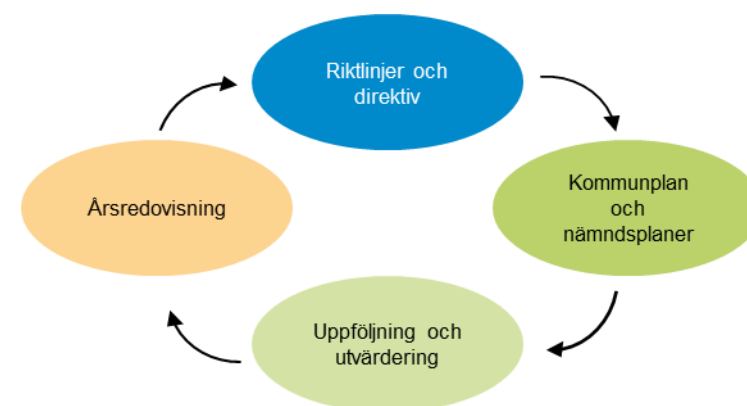 Riktlinjer och
direktiv
Kommunplan
och
nämndsplaner
Uppföljning och
utvärdering
Årsredovisning